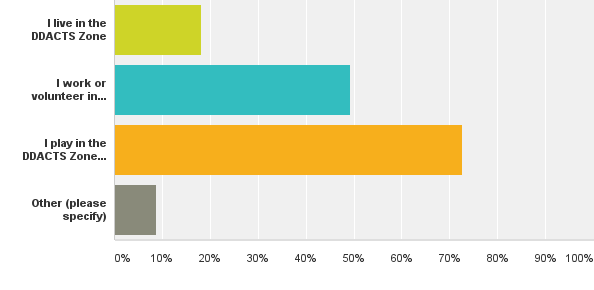 I live in the
DDACTS Zone
I work or
volunteer in...
I play in the
DDACTS Zone...
Other (please
specify)
0% 10% 20% 30% 40% 50% 60% 70% 80% 90% 100%